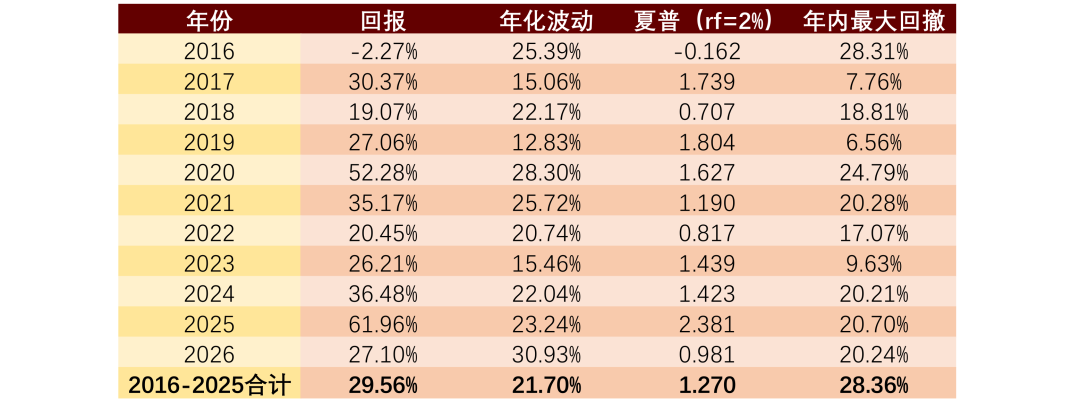 年份 回报 年化波动 夏普（rf=2%） 年内最大回撤
2016 -2.27% 25.39% -0.162 28.31%
2017 30.37% 15.06% 1.739 7.76%
2018 19.07% 22.17% 0.707 18.81%
2019 27.06% 12.83% 1.804 6.56%
2020 52.28% 28.30% 1.627 24.79%
2021 35.17% 25.72% 1.190 20.28%
2022 20.45% 20.74% 0.817 17.07%
2023 26.21% 15.46% 1.439 9.63%
2024 36.48% 22.04% 1.423 20.21%
2025 61.96% 23.24% 2.381 20.70%
2026 27.10% 30.93% 0.981 20.24%
2016-2025合计 29.56% 21.70% 1.270 28.36%